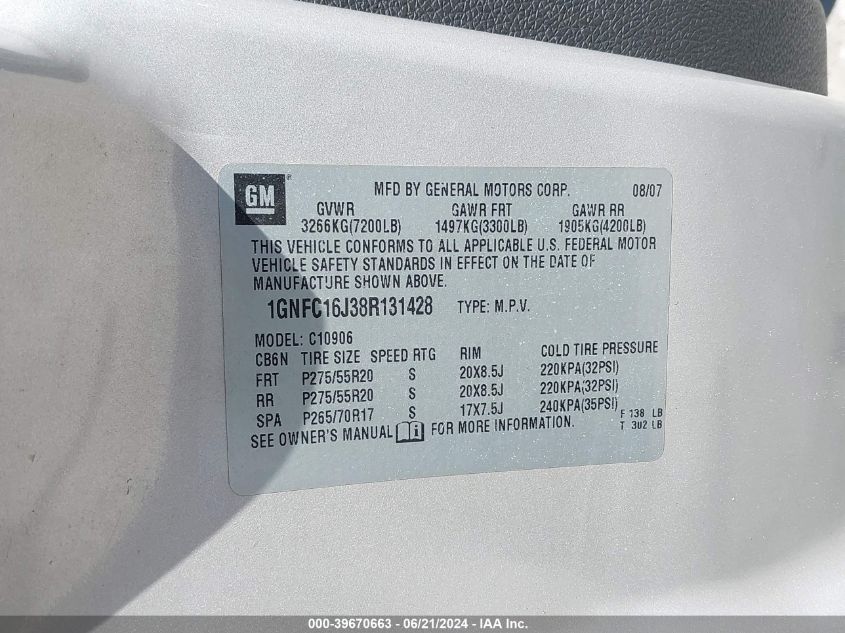 GM ® MFD BY GENERAL MOTORS CORP. 08/07
GVWR GAWR FRT GAWR RR
3266KG(7200LB) 1497KG(3300LB) 1905KG(4200LB)
THIS VEHICLE CONFORMS TO ALL APPLICABLE U.S. FEDERAL MOTOR
VEHICLE SAFETY STANDARDS IN EFFECT ON THE DATE OF
MANUFACTURE SHOWN ABOVE.
1GNFC16J38R131428 TYPE: M.P.V.
MODEL: C10906
CB6N TIRE SIZE SPEED RTG RIM COLD TIRE PRESSURE
FRT P275/55R20 S 20X8.5J 220KPA(32PSI)
RR P275/55R20 S 20X8.5J 220KPA(32PSI)
SPA P265/70R17 S 17X7.5J 240KPA(35PSI) F 138 LB
SEE OWNER'S MANUAL i FOR MORE INFORMATION. T 302 LB
000-39670663 - 06/21/2024 - IAA Inc.